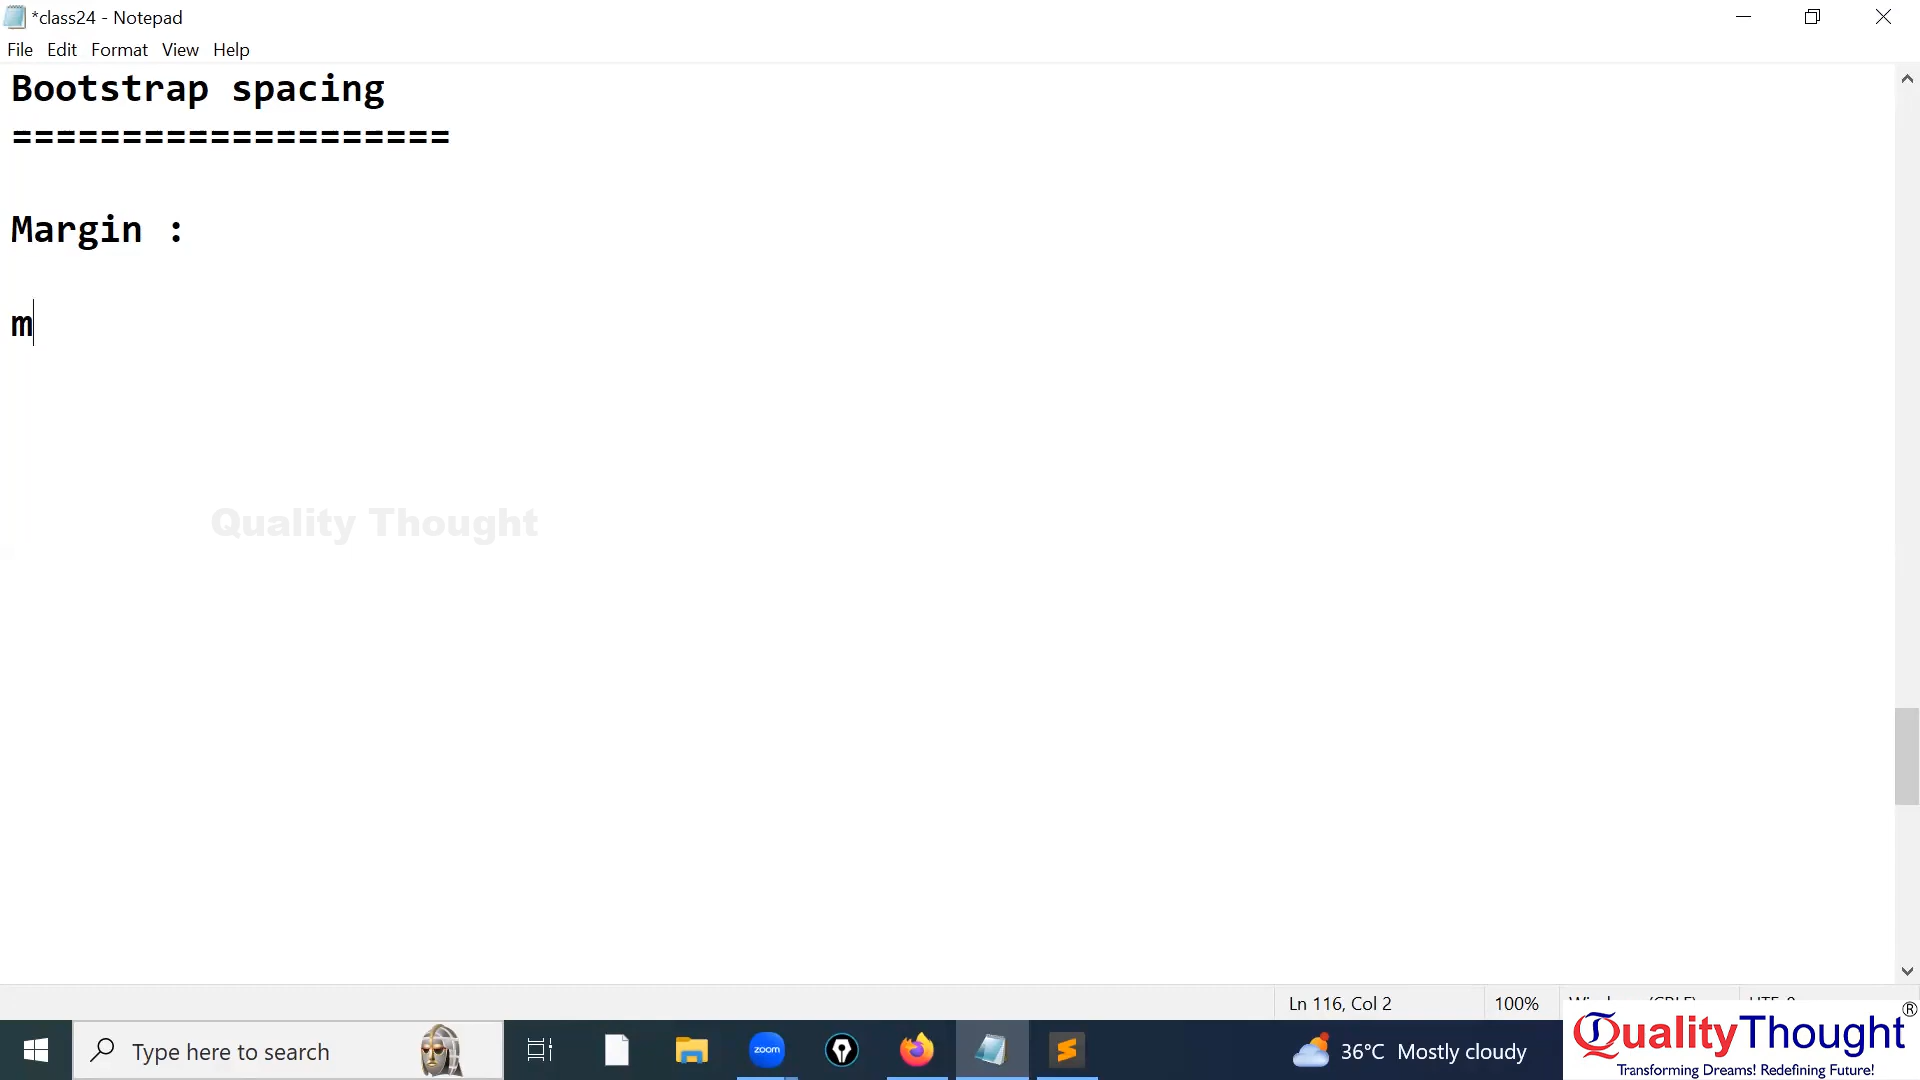 *class24 - Notepad
File Edit Format View Help
Bootstrap spacing
====================
Margin :
m
Quality Thought
Ln 116, Col 2 100%
Type here to search
zoom
36°C Mostly cloudy
QualityThought ®
Transforming Dreams! Redefining Future!